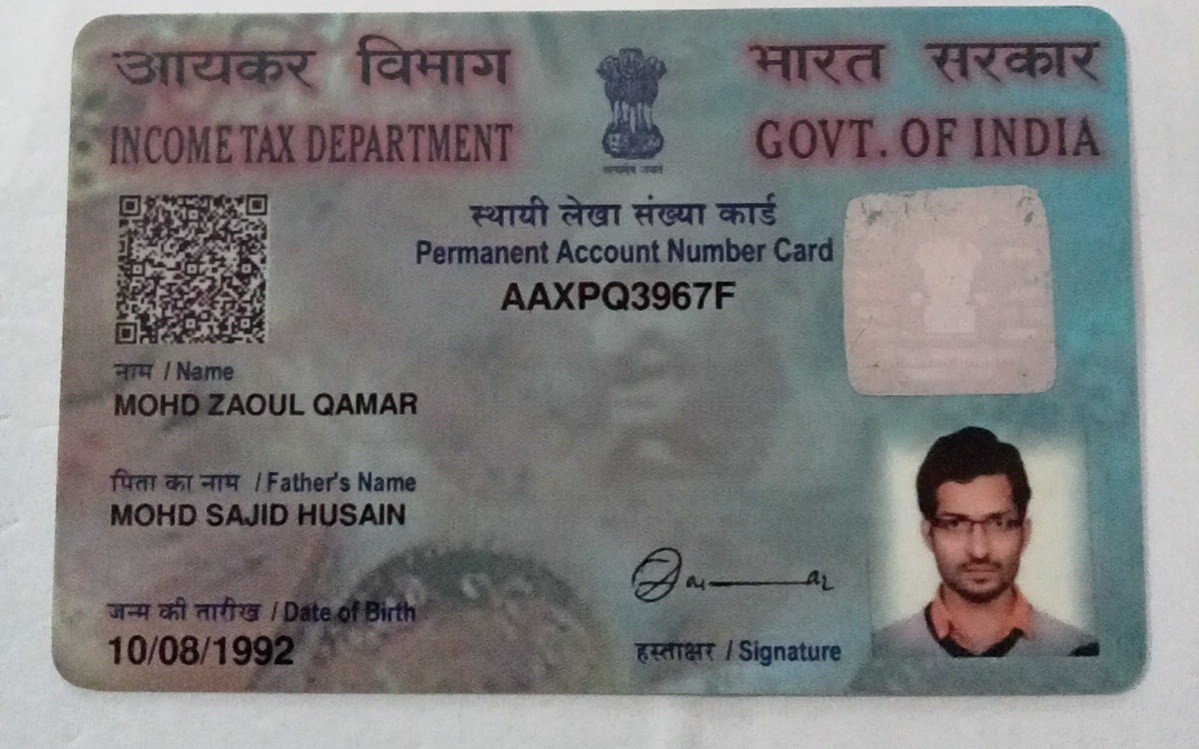 आयकर विभाग
INCOME TAX DEPARTMENT
भारत सरकार
GOVT. OF INDIA
सत्यमेव जयते
स्थायी लेखा संख्या कार्ड
Permanent Account Number Card
AAXPQ3967F
नाम / Name
MOHD ZAOUL QAMAR
पिता का नाम / Father's Name
MOHD SAJID HUSAIN
जन्म की तारीख / Date of Birth
10/08/1992
हस्ताक्षर / Signature